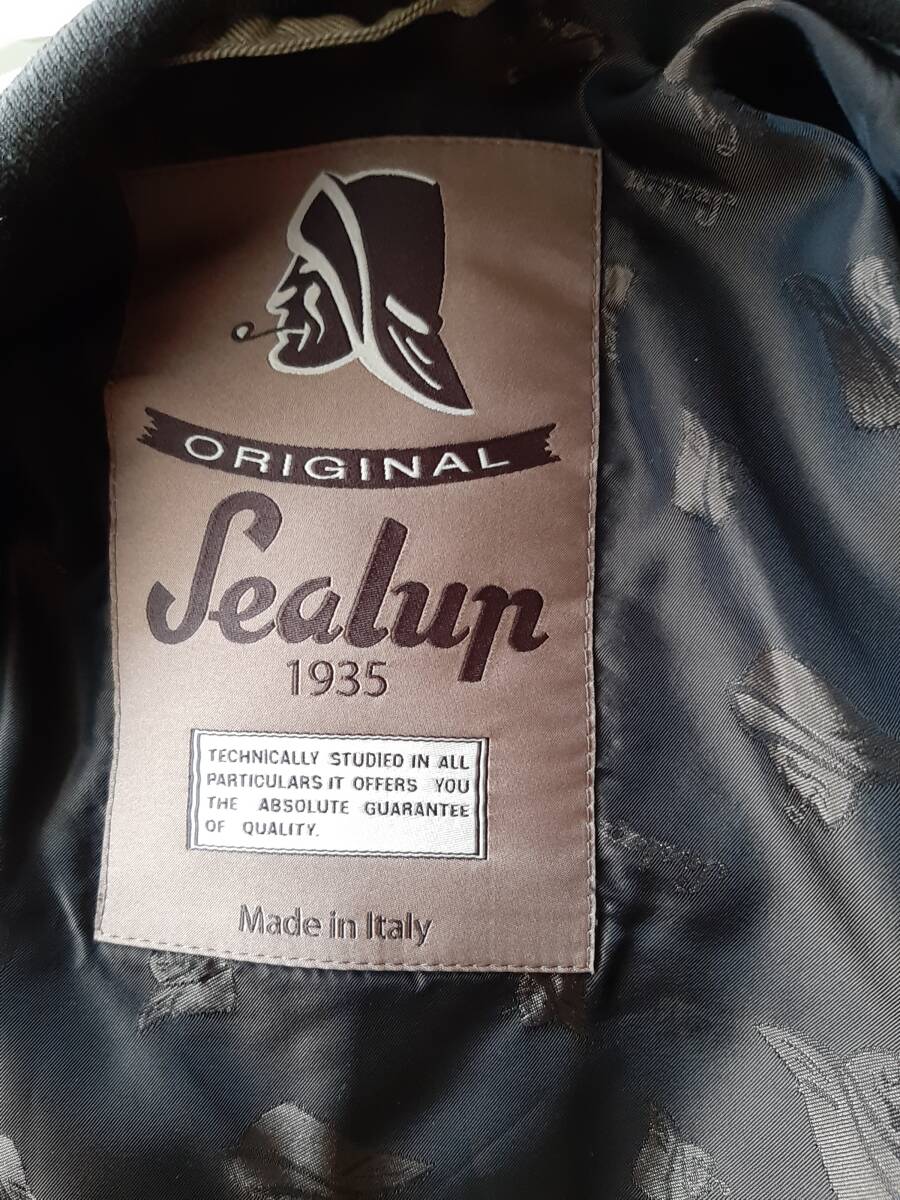 ORIGINAL
Sealup
1935
TECHNICALLY STUDIED IN ALL
PARTICULARS IT OFFERS YOU
THE ABSOLUTE GUARANTEE
OF QUALITY.
Made in Italy